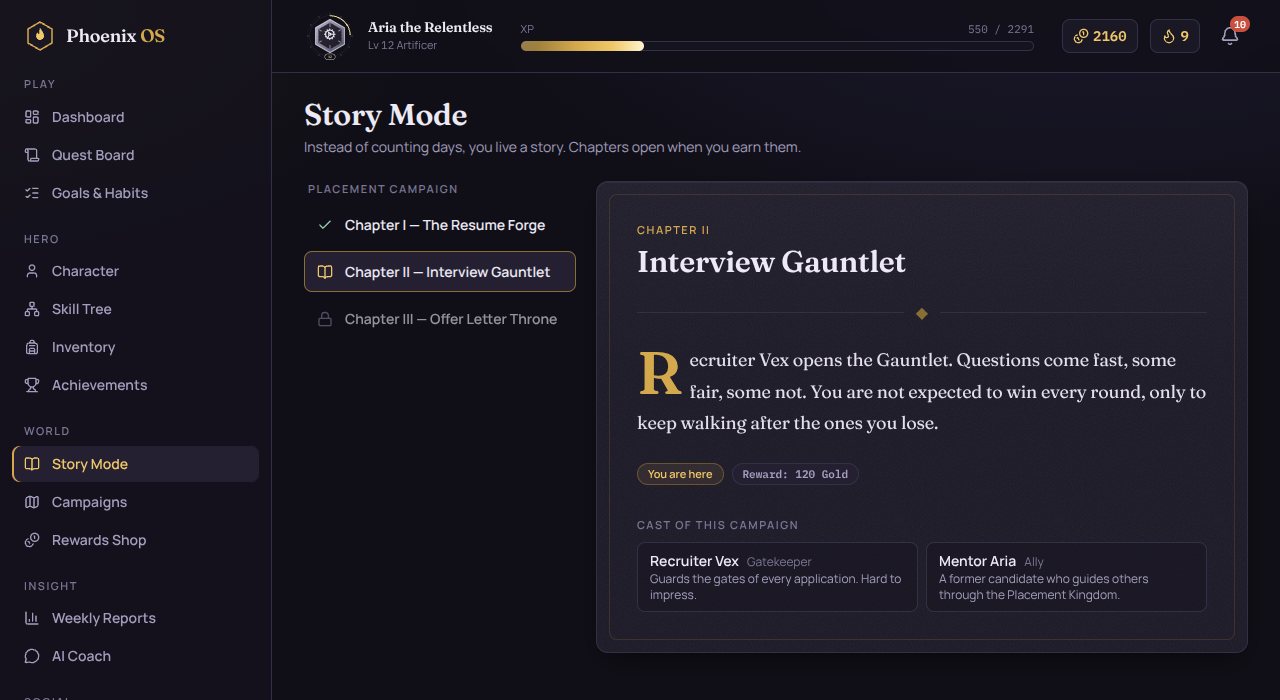 Phoenix OS
Aria the Relentless
Lv 12 Artificer
XP
550 / 2291
2160
9
10
PLAY
Dashboard
Quest Board
Goals & Habits
HERO
Character
Skill Tree
Inventory
Achievements
WORLD
Story Mode
Campaigns
Rewards Shop
INSIGHT
Weekly Reports
AI Coach
Story Mode
Instead of counting days, you live a story. Chapters open when you earn them.
PLACEMENT CAMPAIGN
Chapter I — The Resume Forge
Chapter II — Interview Gauntlet
Chapter III — Offer Letter Throne
CHAPTER II
Interview Gauntlet
Recruiter Vex opens the Gauntlet. Questions come fast, some
fair, some not. You are not expected to win every round, only to
keep walking after the ones you lose.
You are here
Reward: 120 Gold
CAST OF THIS CAMPAIGN
Recruiter Vex Gatekeeper
Guards the gates of every application. Hard to
impress.
Mentor Aria Ally
A former candidate who guides others
through the Placement Kingdom.